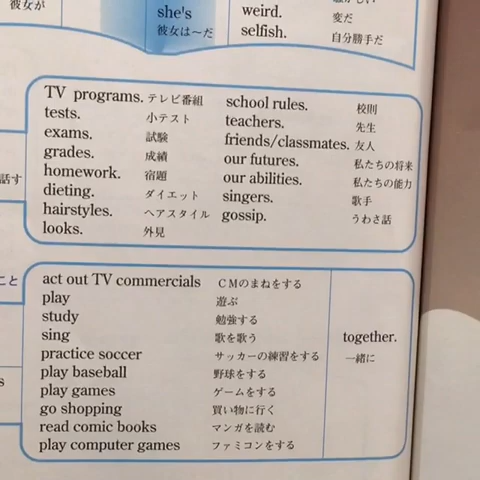 彼女が
she's
彼女は〜だ
weird. 変だ
selfish. 自分勝手だ
TV programs. テレビ番組
tests. 小テスト
exams. 試験
grades. 成績
homework. 宿題
dieting. ダイエット
hairstyles. ヘアスタイル
looks. 外見
school rules. 校則
teachers. 先生
friends/classmates. 友人
our futures. 私たちの将来
our abilities. 私たちの能力
singers. 歌手
gossip. うわさ話
話す
こと
act out TV commercials CMのまねをする
play 遊ぶ
study 勉強する
sing 歌を歌う
practice soccer サッカーの練習をする
play baseball 野球をする
play games ゲームをする
go shopping 買い物に行く
read comic books マンガを読む
play computer games ファミコンをする
together.
一緒に